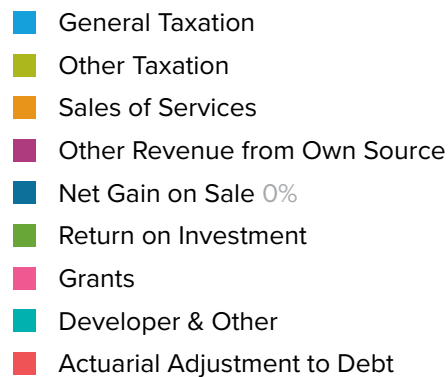 General Taxation
Other Taxation
Sales of Services
Other Revenue from Own Source
Net Gain on Sale 0%
Return on Investment
Grants
Developer & Other
Actuarial Adjustment to Debt